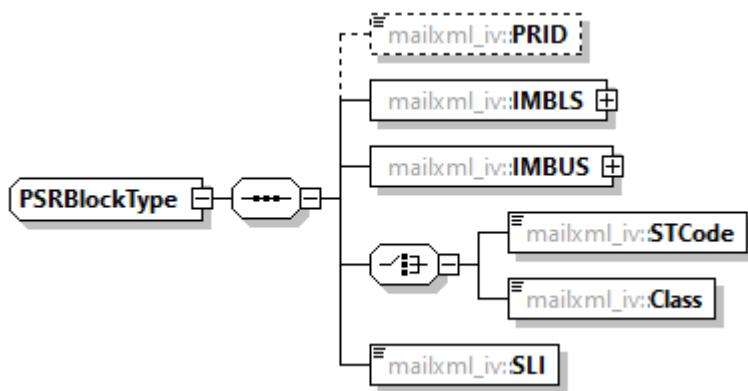 mailxml_iv::PRID
mailxml_iv::IMBLS
mailxml_iv::IMBUS
PSRBlockType
mailxml_iv::STCode
mailxml_iv::Class
mailxml_iv::SLI